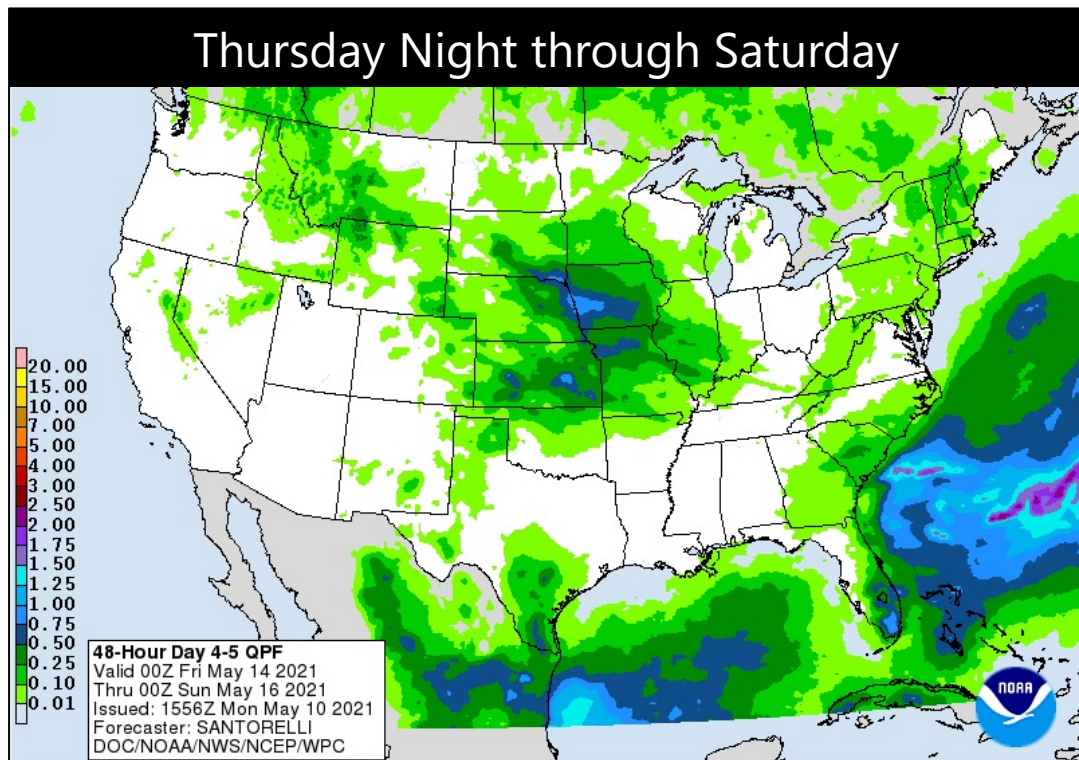 Thursday Night through Saturday
20.00
15.00
10.00
7.00
5.00
4.00
3.00
2.50
2.00
1.75
1.50
1.25
1.00
0.75
0.50
0.25
0.10
0.01
48-Hour Day 4-5 QPF
Valid 00Z Fri May 14 2021
Thru 00Z Sun May 16 2021
Issued: 1556Z Mon May 10 2021
Forecaster: SANTORELLI
DOC/NOAA/NWS/NCEP/WPC
NOAA